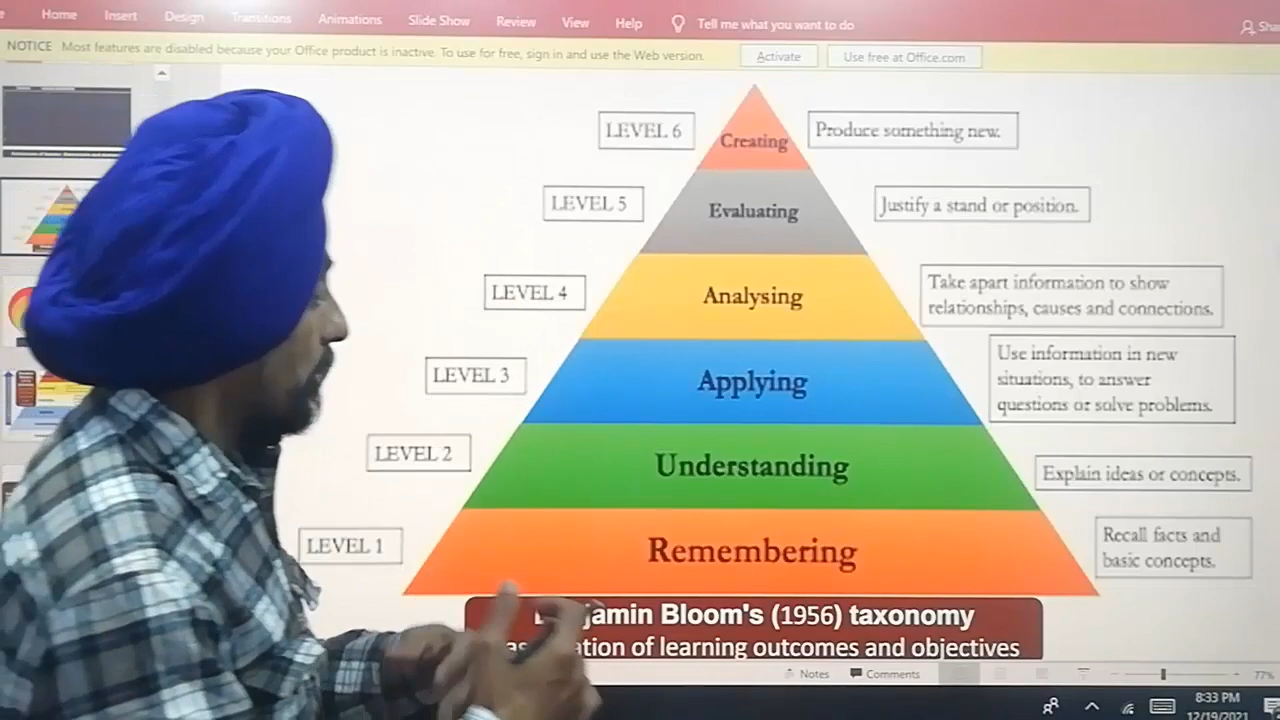 Home Insert Design Transitions Animations Slide Show Review View Help Tell me what you want to do
NOTICE Most features are disabled because your Office product is inactive. To use for free, sign in and use the Web version. Activate Use free at Office.com
LEVEL 6 Creating Produce something new.
LEVEL 5 Evaluating Justify a stand or position.
LEVEL 4 Analysing Take apart information to show
relationships, causes and connections.
LEVEL 3 Applying Use information in new
situations, to answer
questions or solve problems.
LEVEL 2 Understanding Explain ideas or concepts.
LEVEL 1 Remembering Recall facts and
basic concepts.
Bloom's (1956) taxonomy
of learning outcomes and objectives
Notes Comments 77%
8:33 PM
12/19/2021